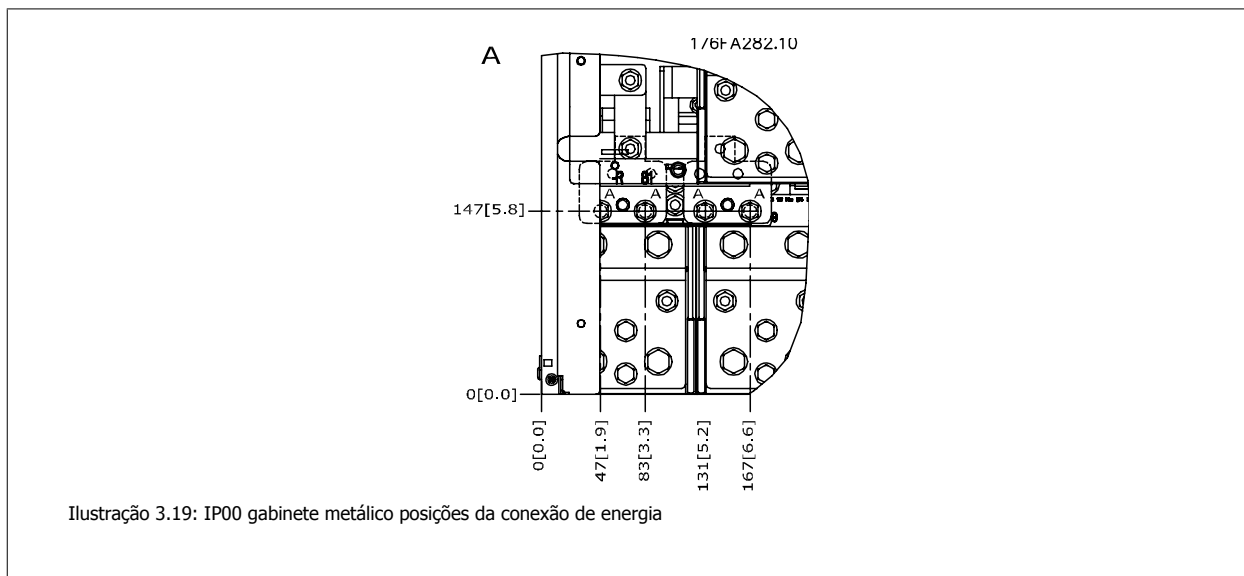 A
176FA282.10
R 81
A A A A
147[5.8]
0[0.0]
0[0.0]
47[1.9]
83[3.3]
131[5.2]
167[6.6]
Ilustração 3.19: IP00 gabinete metálico posições da conexão de energia